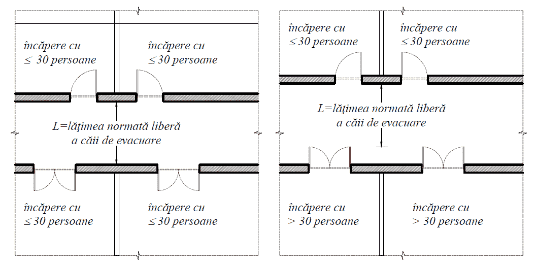 încăpere cu
≤ 30 persoane
încăpere cu
≤ 30 persoane
L=lăţimea normată liberă
a căii de evacuare
încăpere cu
≤ 30 persoane
încăpere cu
≤ 30 persoane
încăpere cu
≤ 30 persoane
încăpere cu
≤ 30 persoane
L=lăţimea normată liberă
a căii de evacuare
încăpere cu
> 30 persoane
încăpere cu
> 30 persoane